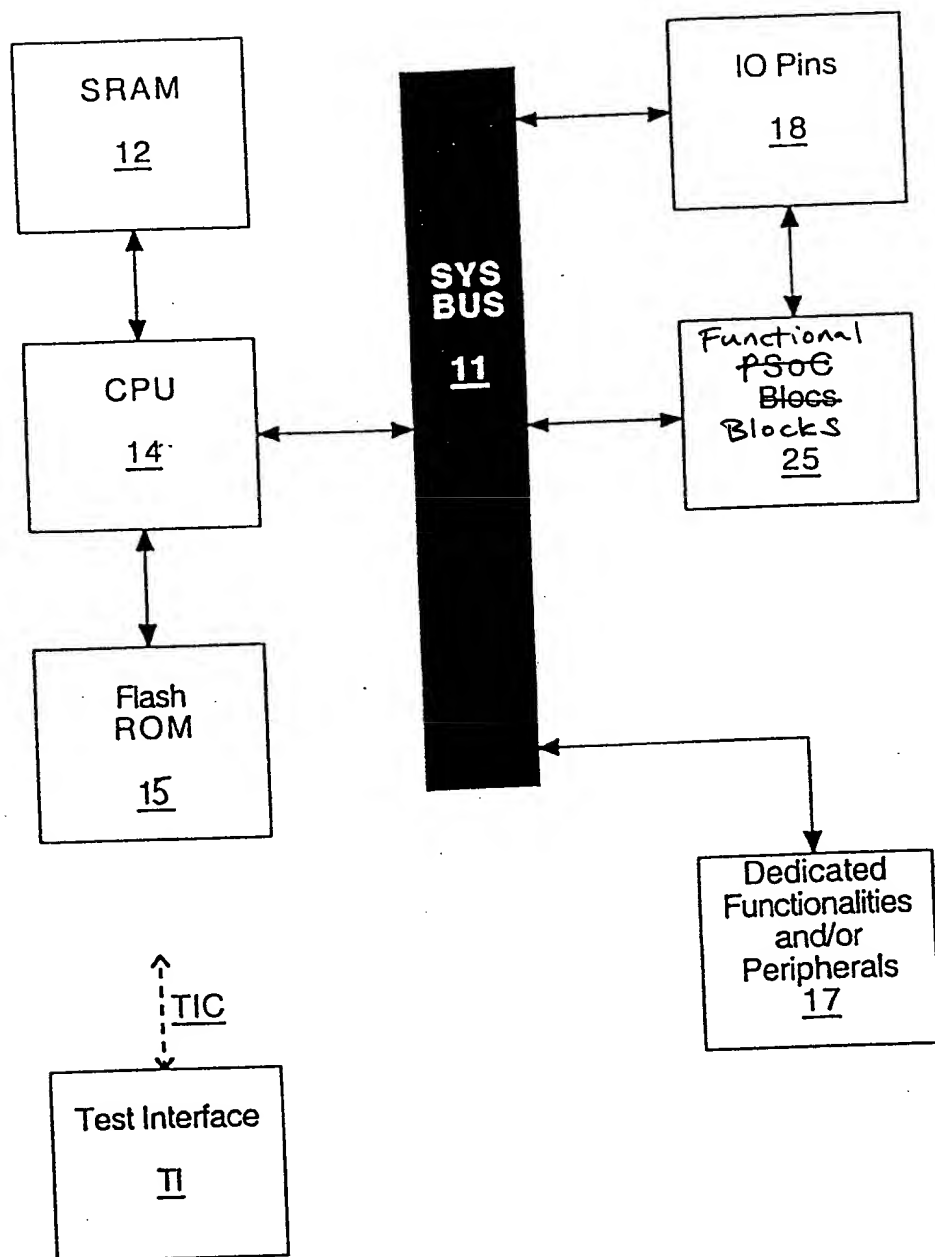 SRAM
12
IO Pins
18
SYS
BUS
11
CPU
14
Functional
PSoC
Blocs
Blocks
25
Flash
ROM
15
Dedicated
Functionalities
and/or
Peripherals
17
TIC
Test Interface
TI